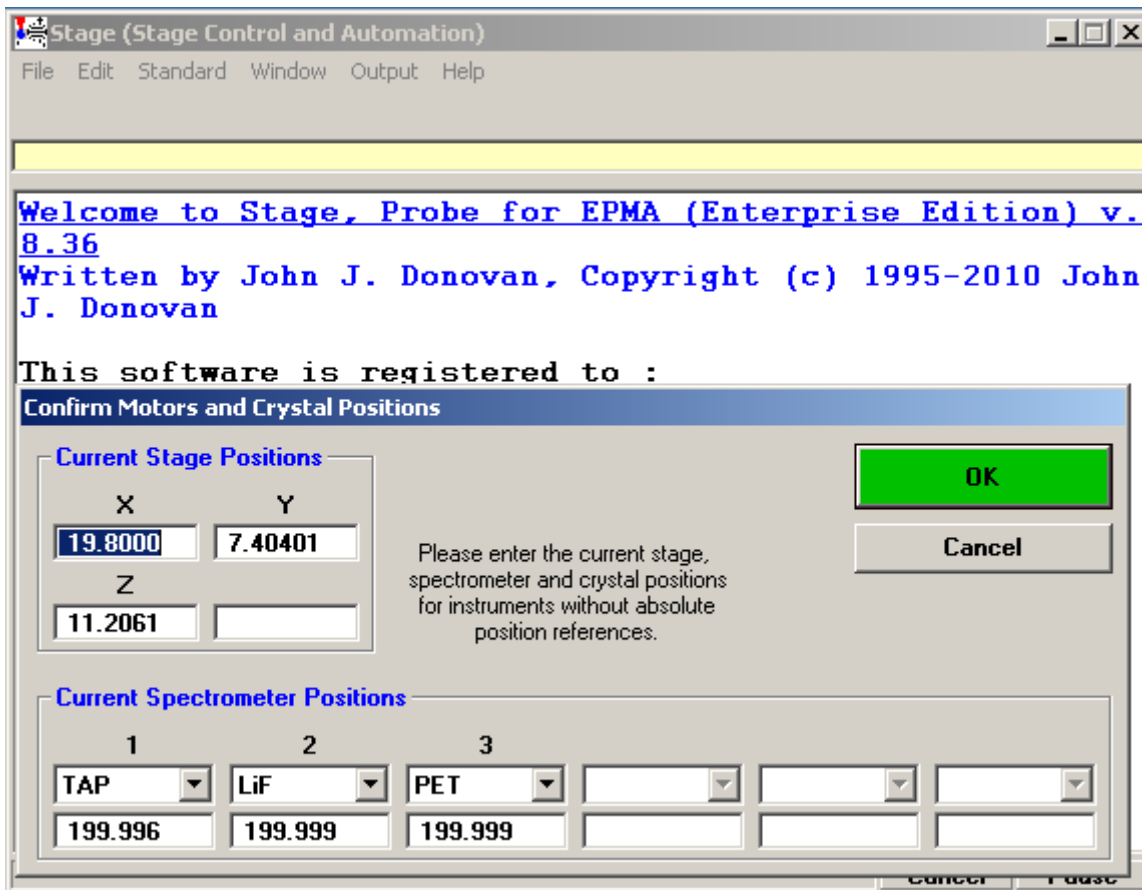 Stage (Stage Control and Automation)
File Edit Standard Window Output Help
Welcome to Stage, Probe for EPMA (Enterprise Edition) v.
8.36
Written by John J. Donovan, Copyright (c) 1995-2010 John
J. Donovan
This software is registered to :
Confirm Motors and Crystal Positions
Current Stage Positions
X Y
19.8000 7.40401
Z
11.2061
Please enter the current stage,
spectrometer and crystal positions
for instruments without absolute
position references.
OK
Cancel
Current Spectrometer Positions
1 2 3
TAP LiF PET
199.996 199.999 199.999
Cancel Pause